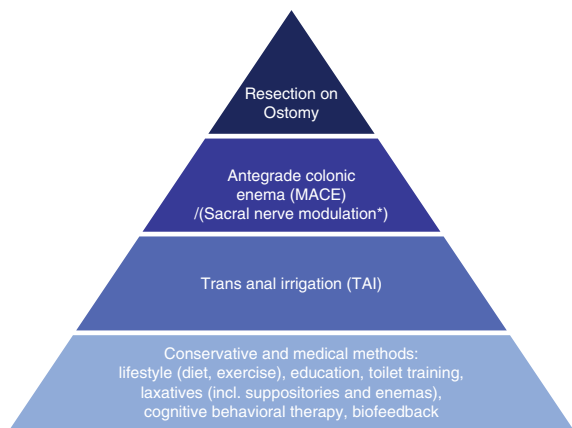 Resection on
Ostomy
Antegrade colonic
enema (MACE)
/(Sacral nerve modulation*)
Trans anal irrigation (TAI)
Conservative and medical methods:
lifestyle (diet, exercise), education, toilet training,
laxatives (incl. suppositories and enemas),
cognitive behavioral therapy, biofeedback